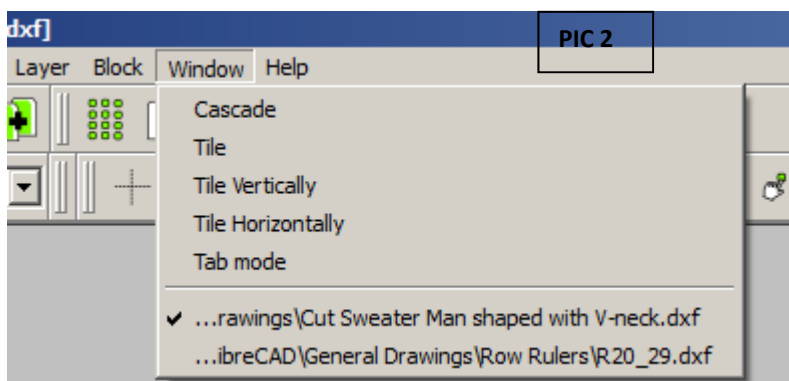 dxf]
PIC 2
Layer Block Window Help
Cascade
Tile
Tile Vertically
Tile Horizontally
Tab mode
...rawings\Cut Sweater Man shaped with V-neck.dxf
...ibreCAD\General Drawings\Row Rulers\R20_29.dxf